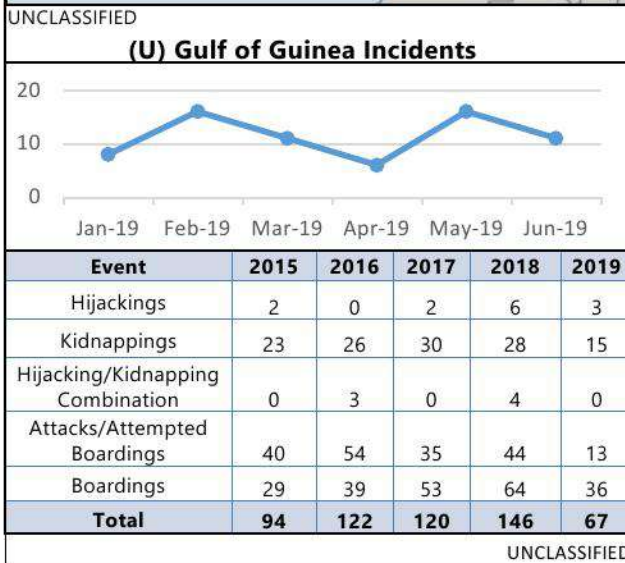 UNCLASSIFIED
(U) Gulf of Guinea Incidents
20
10
0
Jan-19 Feb-19 Mar-19 Apr-19 May-19 Jun-19
Event 2015 2016 2017 2018 2019
Hijackings 2 0 2 6 3
Kidnappings 23 26 30 28 15
Hijacking/Kidnapping
Combination 0 3 0 4 0
Attacks/Attempted
Boardings 40 54 35 44 13
Boardings 29 39 53 64 36
Total 94 122 120 146 67
UNCLASSIFIED